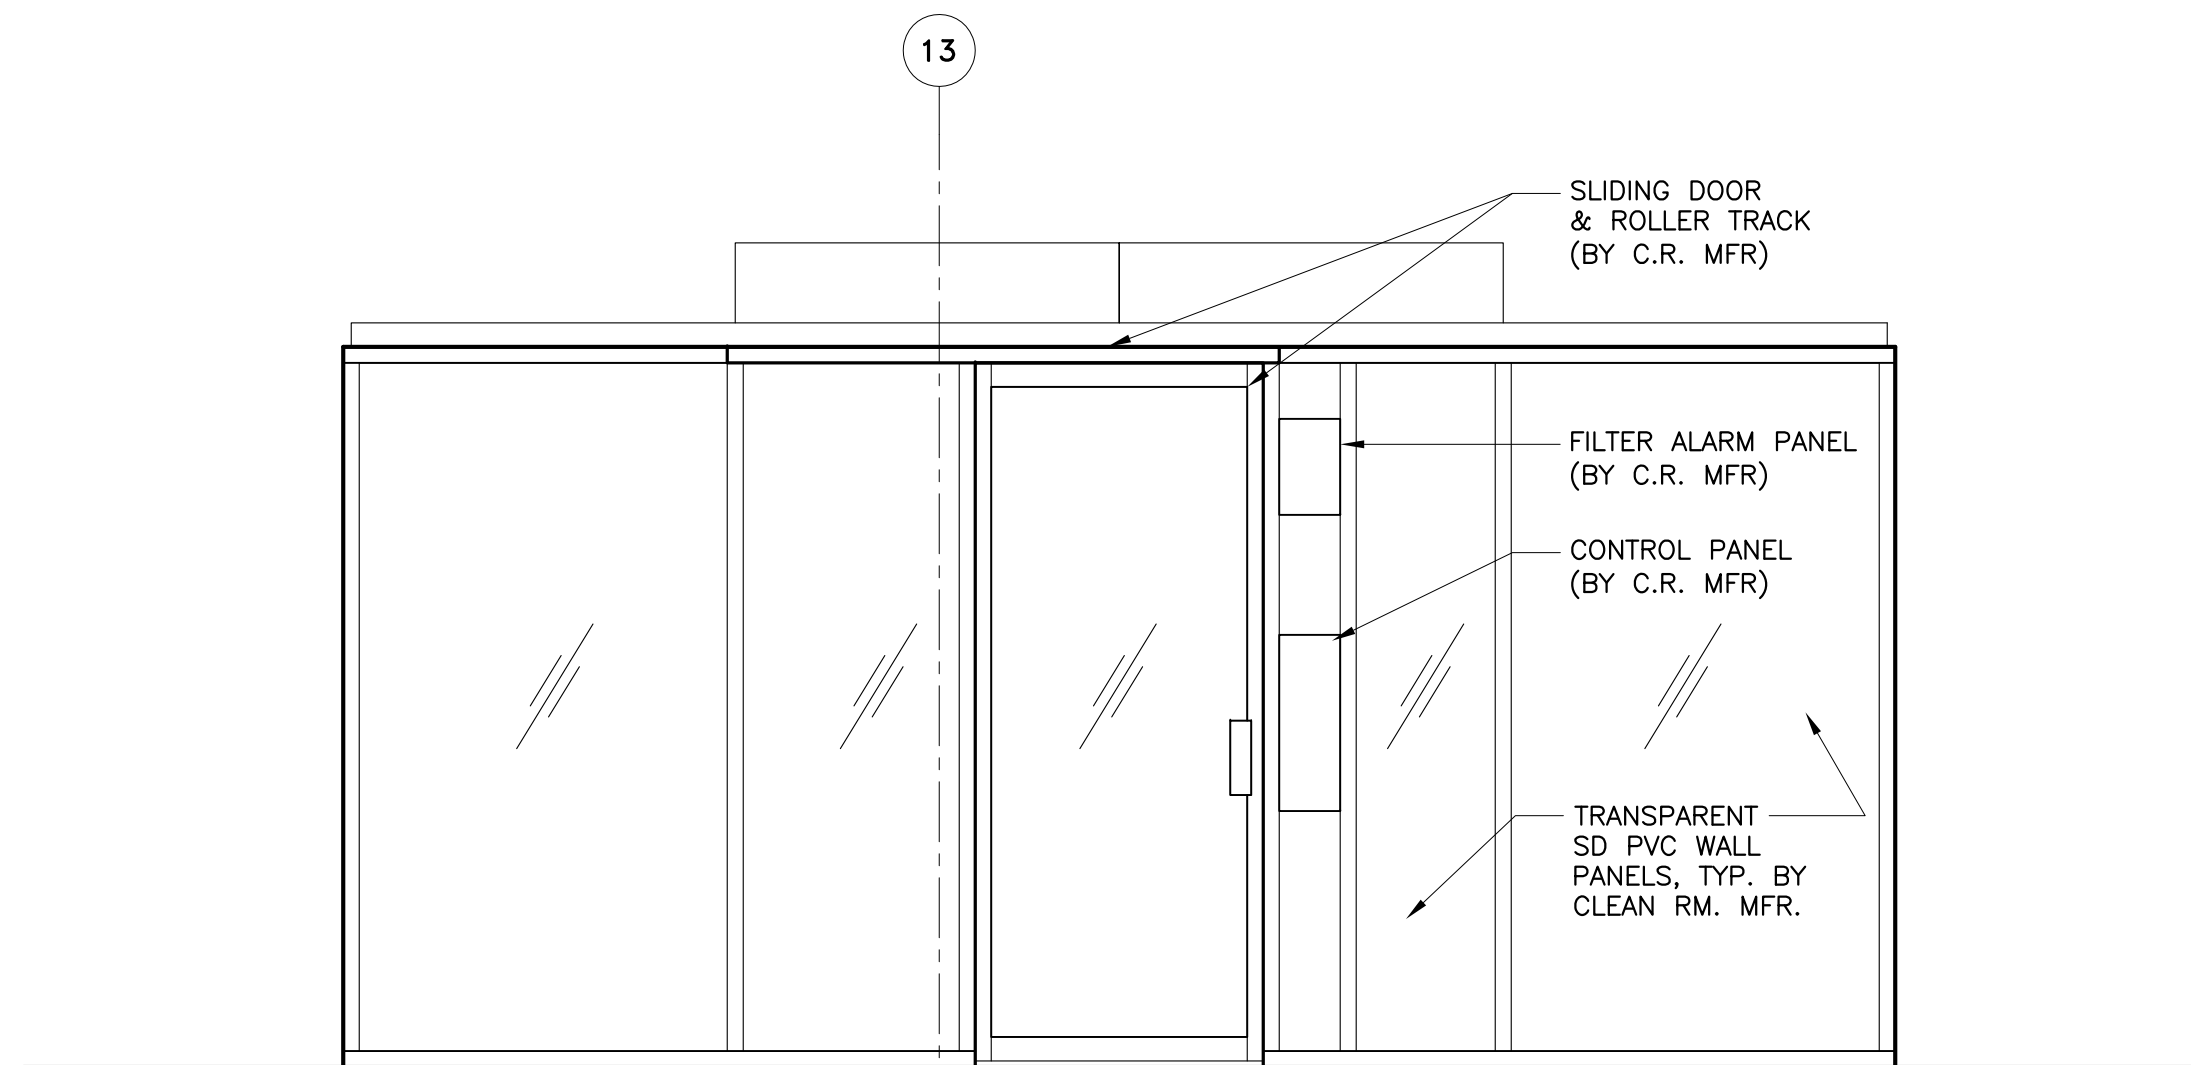 13
SLIDING DOOR
& ROLLER TRACK
(BY C.R. MFR)
FILTER ALARM PANEL
(BY C.R. MFR)
CONTROL PANEL
(BY C.R. MFR)
TRANSPARENT
SD PVC WALL
PANELS, TYP. BY
CLEAN RM. MFR.